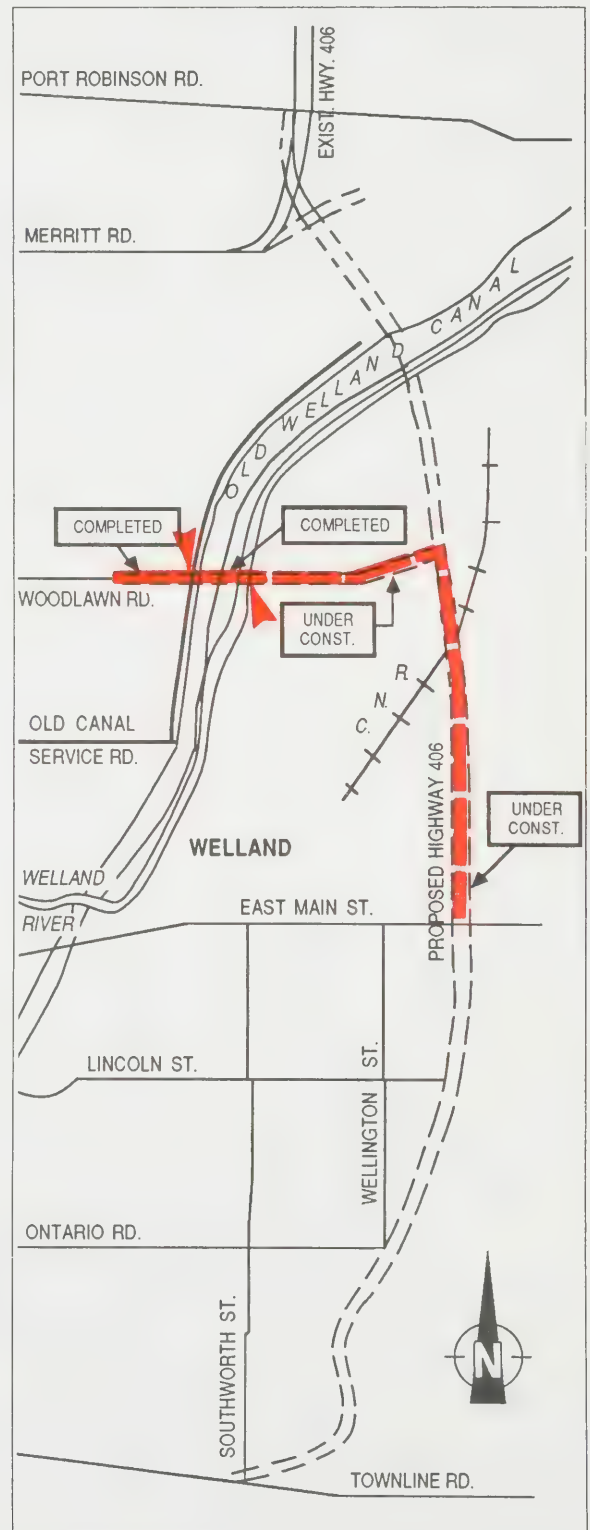 PORT ROBINSON RD.
EXIST. HWY. 406
MERRITT RD.
OLD WELLAND CANAL
COMPLETED
COMPLETED
WOODLAWN RD.
UNDER
CONST.
C. N. R.
OLD CANAL
SERVICE RD.
PROPOSED HIGHWAY 406
UNDER
CONST.
WELLAND
WELLAND
RIVER
EAST MAIN ST.
LINCOLN ST.
WELLINGTON ST.
ONTARIO RD.
SOUTHWORTH ST.
N
TOWNLINE RD.